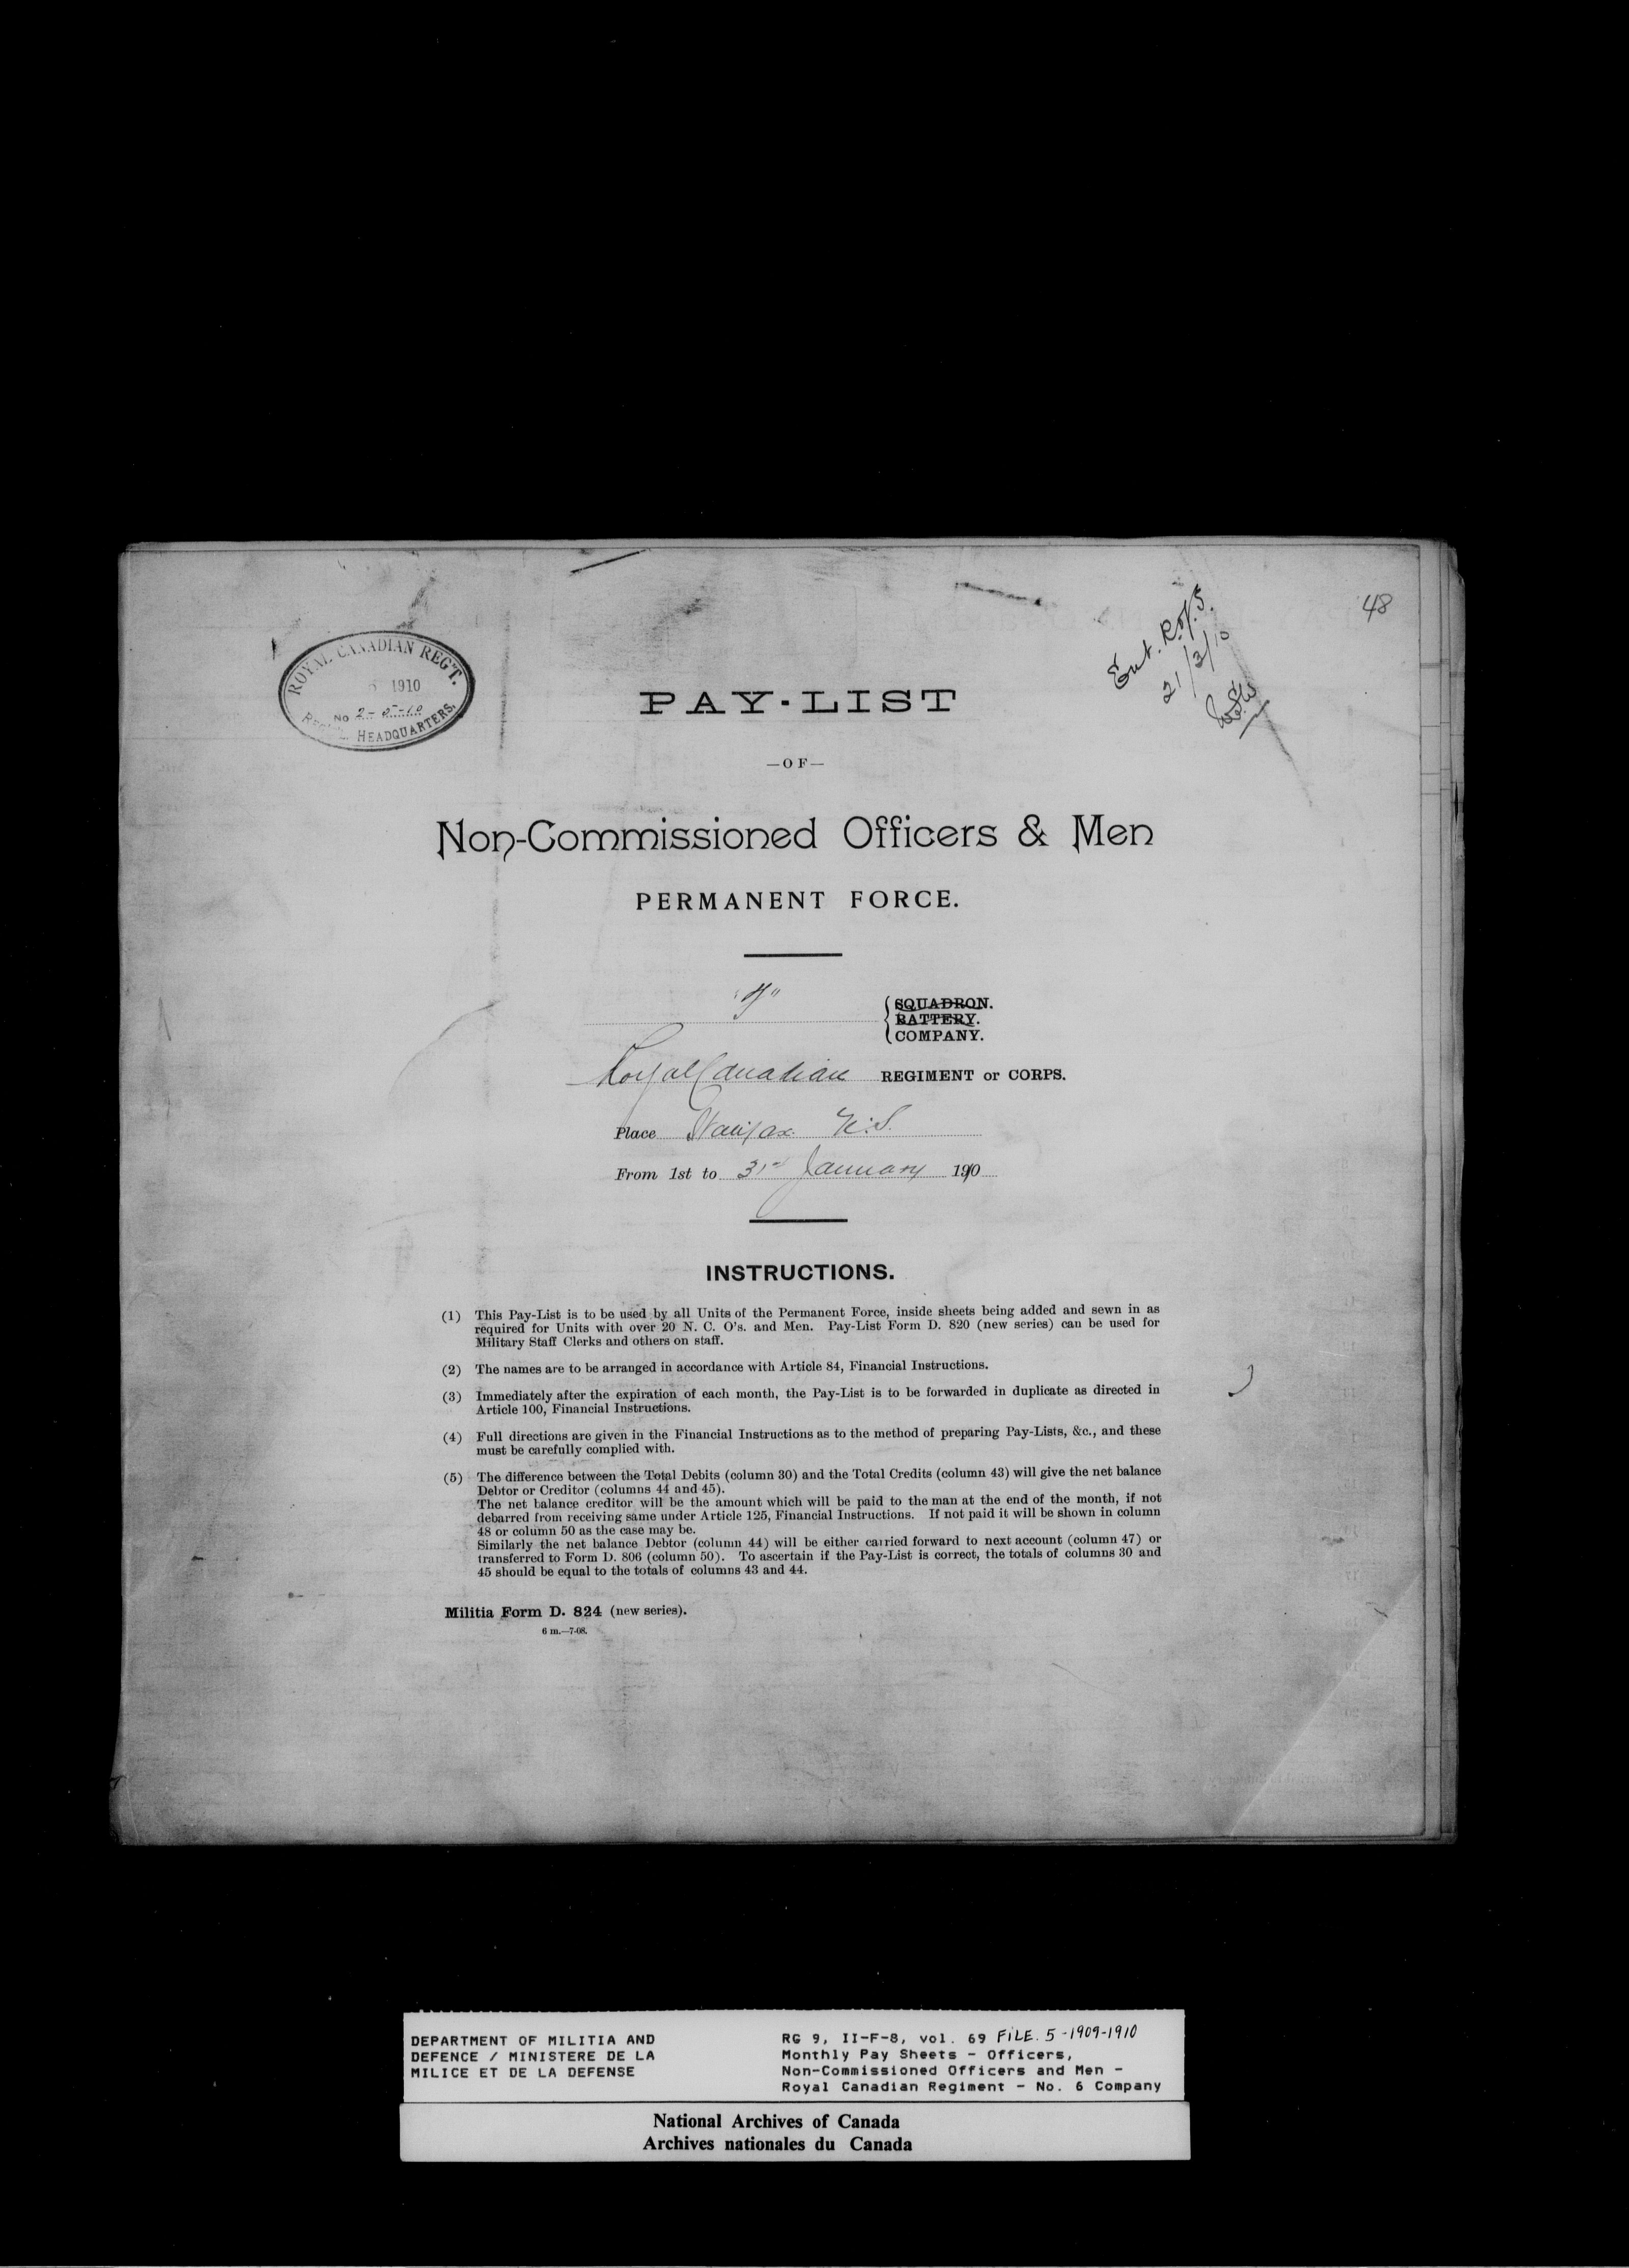 48
Ent.
21/3/10
ROYAL CANADIAN REG'T.
1910
No 2-5-10
HEADQUARTERS.
PAY-LIST
—OF—
Non-Commissioned Officers & Men
PERMANENT FORCE.
SQUADRON.
BATTERY.
COMPANY.
Royal Canadian REGIMENT or CORPS.
Place Halifax N.S.
From 1st to 31st January 1910
INSTRUCTIONS.
(1) This Pay-List is to be used by all Units of the Permanent Force, inside sheets being added and sewn in as
required for Units with over 20 N. C. O's. and Men. Pay-List Form D. 820 (new series) can be used for
Military Staff Clerks and others on staff.
(2) The names are to be arranged in accordance with Article 84, Financial Instructions.
(3) Immediately after the expiration of each month, the Pay-List is to be forwarded in duplicate as directed in
Article 100, Financial Instructions.
(4) Full directions are given in the Financial Instructions as to the method of preparing Pay-Lists, &c., and these
must be carefully complied with.
(5) The difference between the Total Debits (column 30) and the Total Credits (column 43) will give the net balance
Debtor or Creditor (columns 44 and 45).
The net balance creditor will be the amount which will be paid to the man at the end of the month, if not
debarred from receiving same under Article 125, Financial Instructions. If not paid it will be shown in column
48 or column 50 as the case may be.
Similarly the net balance Debtor (column 44) will be either carried forward to next account (column 47) or
transferred to Form D. 806 (column 50). To ascertain if the Pay-List is correct, the totals of columns 30 and
45 should be equal to the totals of columns 43 and 44.
Militia Form D. 824 (new series).
6 m.—7-08.
DEPARTMENT OF MILITIA AND
DEFENCE / MINISTERE DE LA
MILICE ET DE LA DEFENSE
RG 9, II-F-8, vol. 69 FILE. 5-1909-1910
Monthly Pay Sheets - Officers,
Non-Commissioned Officers and Men -
Royal Canadian Regiment - No. 6 Company
National Archives of Canada
Archives nationales du Canada